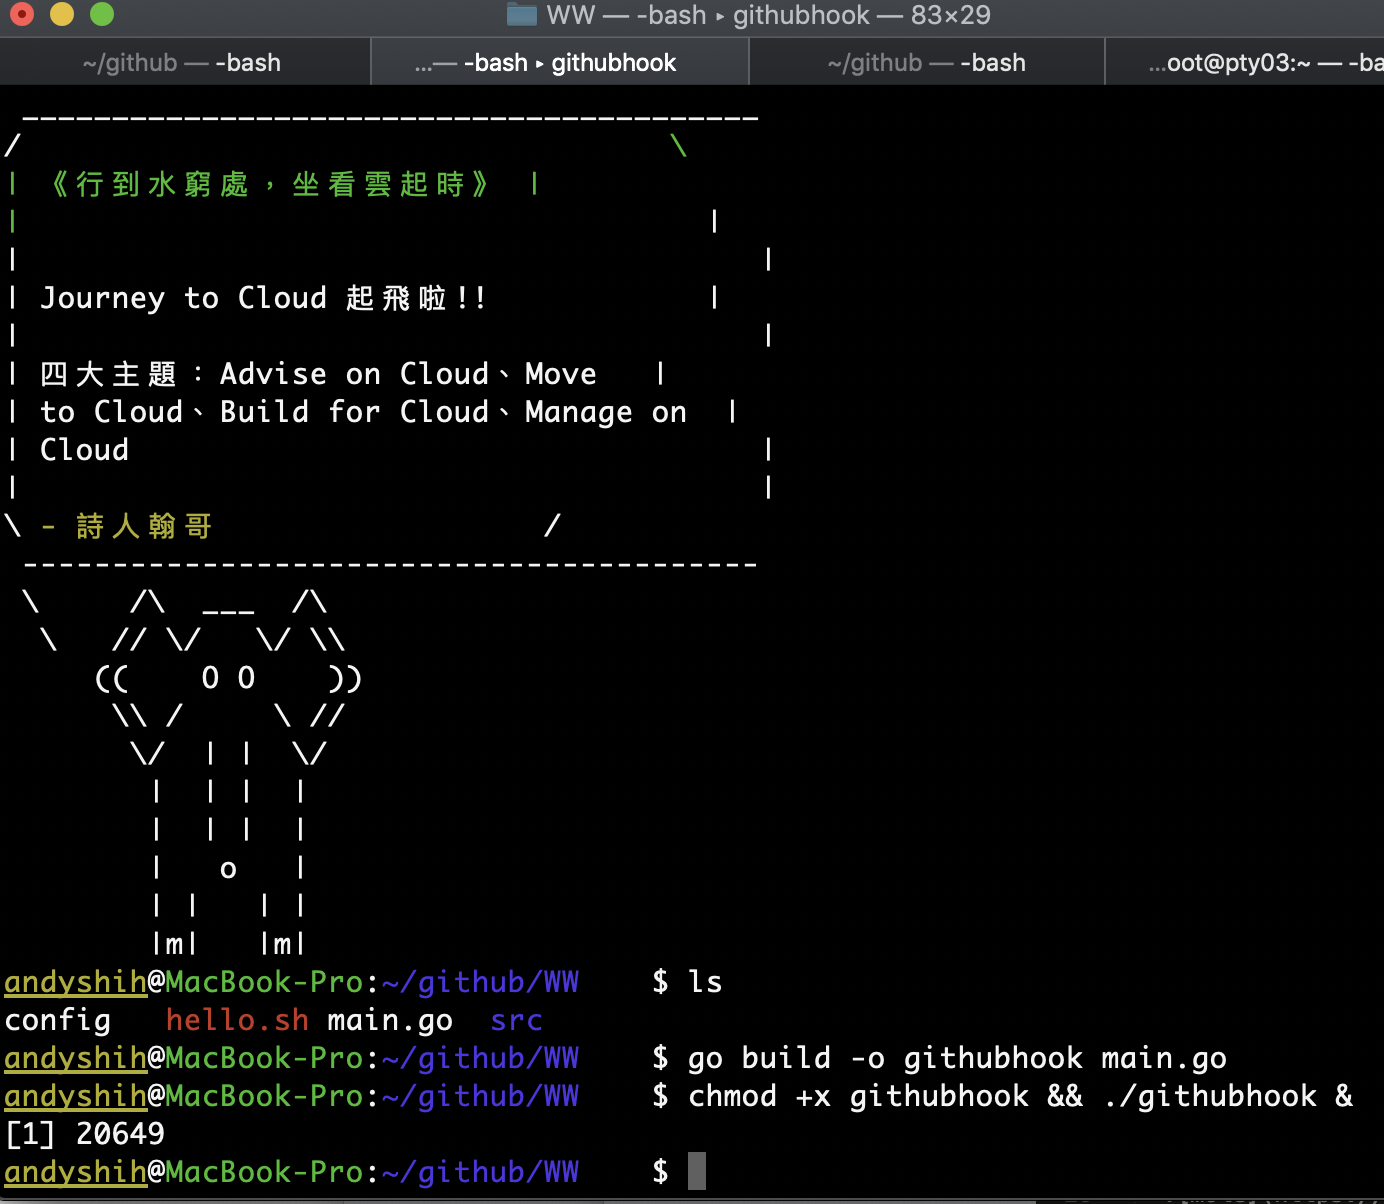 WW — -bash ▸ githubhook — 83×29
~/github — -bash
...— -bash ▸ githubhook
~/github — -bash
...oot@pty03:~ — -ba
 _________________________________________
/                                    \
| 《行到水窮處，坐看雲起時》 |
|                                      |
|                                         |
| Journey to Cloud 起飛啦!!            |
|                                         |
| 四大主題：Advise on Cloud、Move   |
| to Cloud、Build for Cloud、Manage on  |
| Cloud                                   |
|                                         |
\ - 詩人翰哥                  /
 -----------------------------------------
 \     /\  ___  /\
  \   // \/   \/ \\
     ((    O O    ))
      \\ /     \ //
       \/  | |  \/
        |  | |  |
        |  | |  |
        |   o   |
        | |   | |
        |m|   |m|
andyshih@MacBook-Pro:~/github/WW    $ ls
config   hello.sh main.go  src
andyshih@MacBook-Pro:~/github/WW    $ go build -o githubhook main.go
andyshih@MacBook-Pro:~/github/WW    $ chmod +x githubhook && ./githubhook &
[1] 20649
andyshih@MacBook-Pro:~/github/WW    $